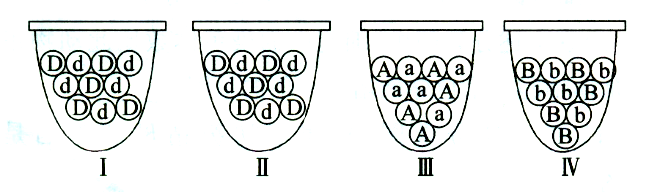 D d D d
d D d
D d D
Ⅰ
D d D d
d D d
D d D
Ⅱ
A a A a
a a A
A a
A
Ⅲ
B b B b
b b B
B b
B
Ⅳ